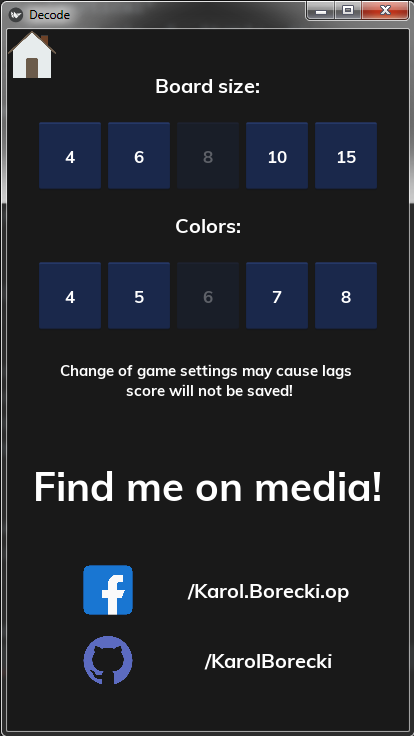 Decode
Board size:
4 6 8 10 15
Colors:
4 5 6 7 8
Change of game settings may cause lags
score will not be saved!
Find me on media!
/Karol.Borecki.op
/KarolBorecki